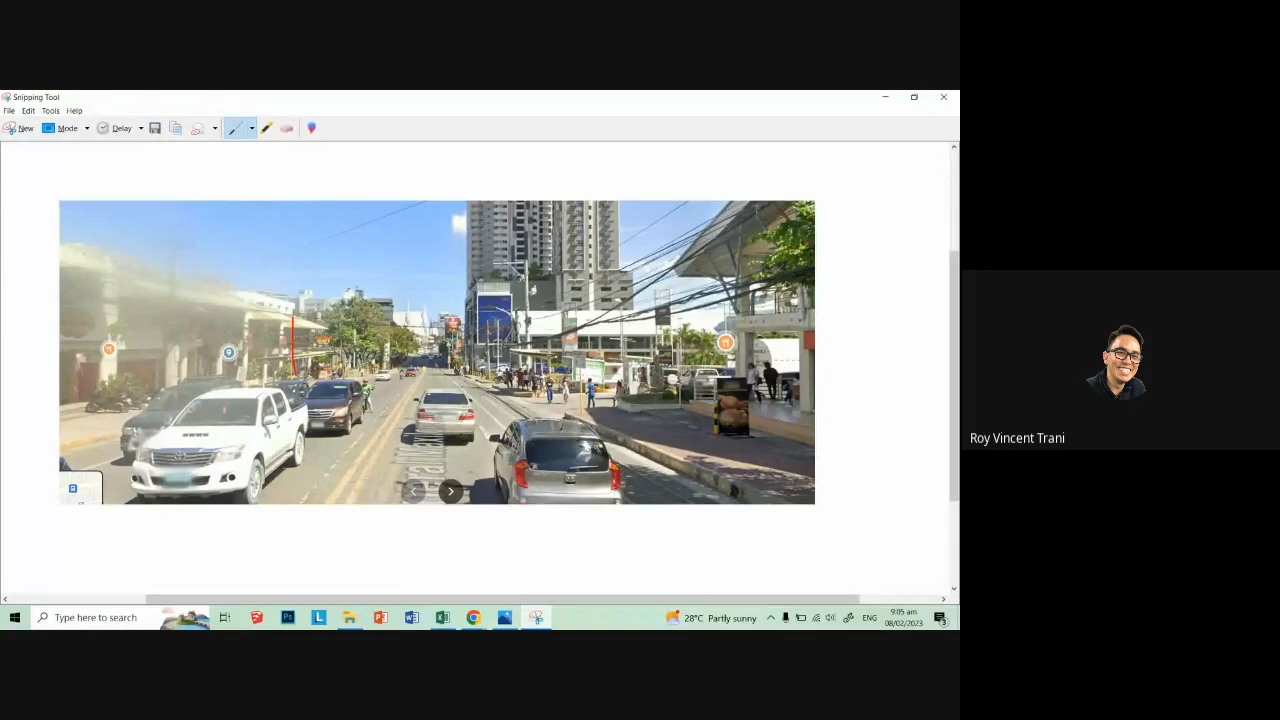 Snipping Tool
File Edit Tools Help
New Mode Delay
Roy Vincent Trani
Type here to search
28°C Partly sunny
ENG
9:05 am
08/02/2023
3